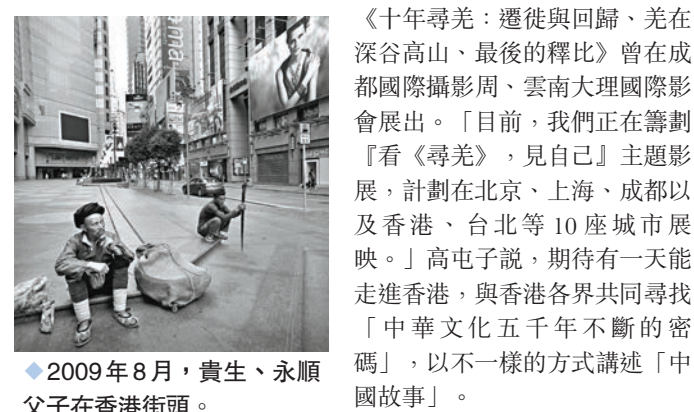 《十年尋羌：遷徙與回歸、羌在
深谷高山、最後的釋比》曾在成
都國際攝影周、雲南大理國際影
會展出。「目前，我們正在籌劃
『看《尋羌》，見自己』主題影
展，計劃在北京、上海、成都以
及香港、台北等10座城市展
映。」高屯子說，期待有一天能
走進香港，與香港各界共同尋找
「中華文化五千年不斷的密
碼」，以不一樣的方式講述「中
國故事」。
◆2009年8月，貴生、永順
父子在香港街頭。